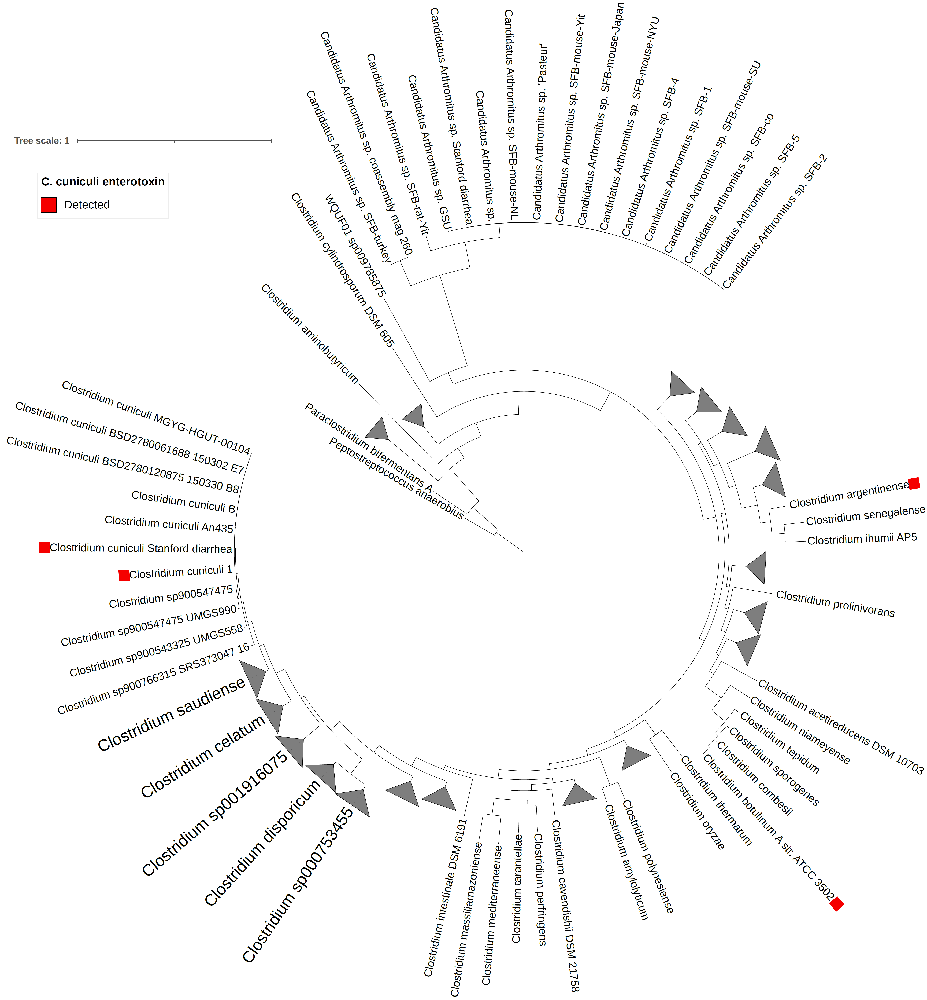 Tree scale: 1
C. cuniculi enterotoxin
Detected
Clostridium cuniculi MGYG-HGUT-00104
Clostridium cuniculi BSD2780061688 150302 E7
Clostridium cuniculi BSD2780120875 150330 B8
Clostridium cuniculi B
Clostridium cuniculi An435
Clostridium cuniculi Stanford diarrhea
Clostridium cuniculi 1
Clostridium sp900547475
Clostridium sp900547475 UMGS990
Clostridium sp900543325 UMGS558
Clostridium sp900766315 SRS373047 16
Clostridium saudiense
Clostridium celatum
Clostridium sp001916075
Clostridium disporicum
Clostridium sp000753455
Clostridium intestinale DSM 6191
Clostridium massiliamazoniense
Clostridium mediterraneense
Clostridium tarantellae
Clostridium perfringens
Clostridium cavendishii DSM 21758
Clostridium amylolyticum
Clostridium polynesiense
Clostridium oryzae
Clostridium thermarum
Clostridium botulinum A str. ATCC 3502
Clostridium combesii
Clostridium sporogenes
Clostridium tepidum
Clostridium niameyense
Clostridium acetireducens DSM 10703
Clostridium prolinivorans
Clostridium ihumii AP5
Clostridium senegalense
Clostridium argentinense
Candidatus Arthromitus sp. SFB-2
Candidatus Arthromitus sp. SFB-5
Candidatus Arthromitus sp. SFB-co
Candidatus Arthromitus sp. SFB-mouse-SU
Candidatus Arthromitus sp. SFB-1
Candidatus Arthromitus sp. SFB-4
Candidatus Arthromitus sp. SFB-mouse-NYU
Candidatus Arthromitus sp. SFB-mouse-Japan
Candidatus Arthromitus sp. SFB-mouse-Yit
Candidatus Arthromitus sp. 'Pasteur'
Candidatus Arthromitus sp. SFB-mouse-NL
Candidatus Arthromitus sp.
Candidatus Arthromitus sp. Stanford diarrhea
Candidatus Arthromitus sp. GSU
Candidatus Arthromitus sp. SFB-rat-Yit
Candidatus Arthromitus sp. coassembly mag 260
Candidatus Arthromitus sp. SFB-turkey
WQUF01 sp009785875
Clostridium cylindrosporum DSM 605
Clostridium aminobutyricum
Paraclostridium bifermentans A
Peptostreptococcus anaerobius